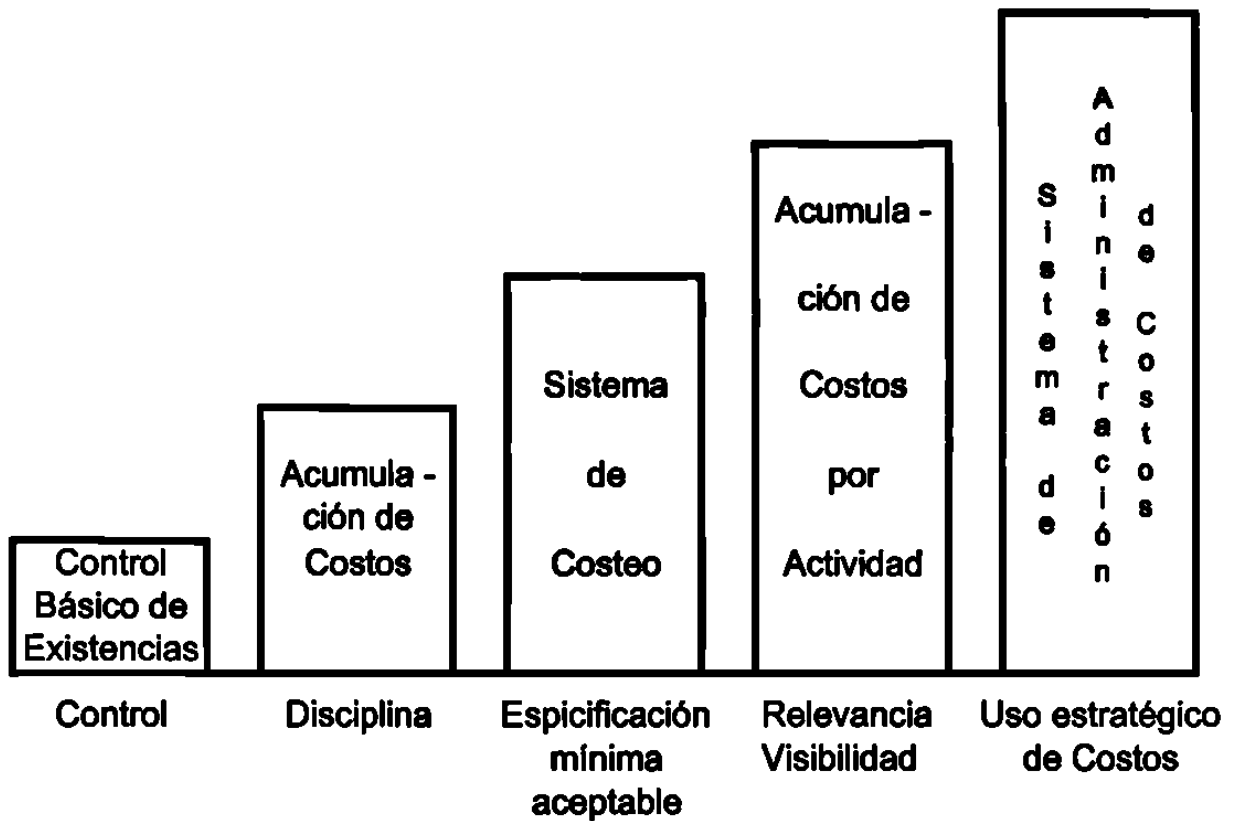 Control
Básico de
Existencias
Acumula -
ción de
Costos
Sistema
de
Costeo
Acumula -
ción de
Costos
por
Actividad
Sistema de
Administración
de Costos
Control
Disciplina
Espicificación
mínima
aceptable
Relevancia
Visibilidad
Uso estratégico
de Costos